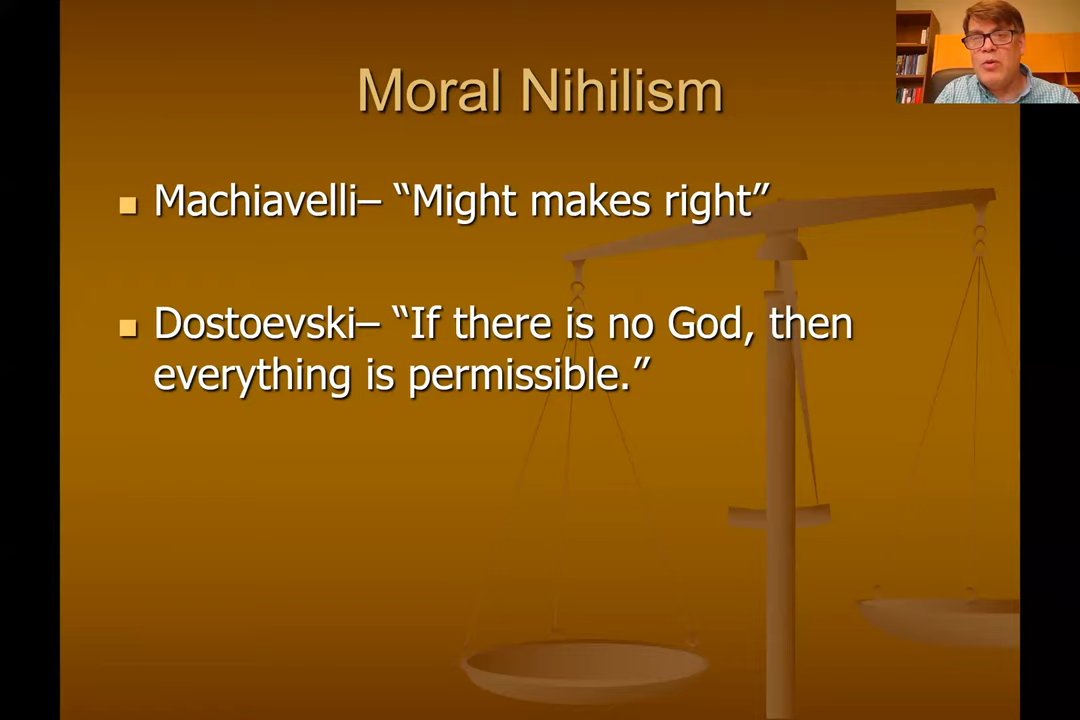 Moral Nihilism
Machiavelli– “Might makes right”
Dostoevski– “If there is no God, then
everything is permissible.”